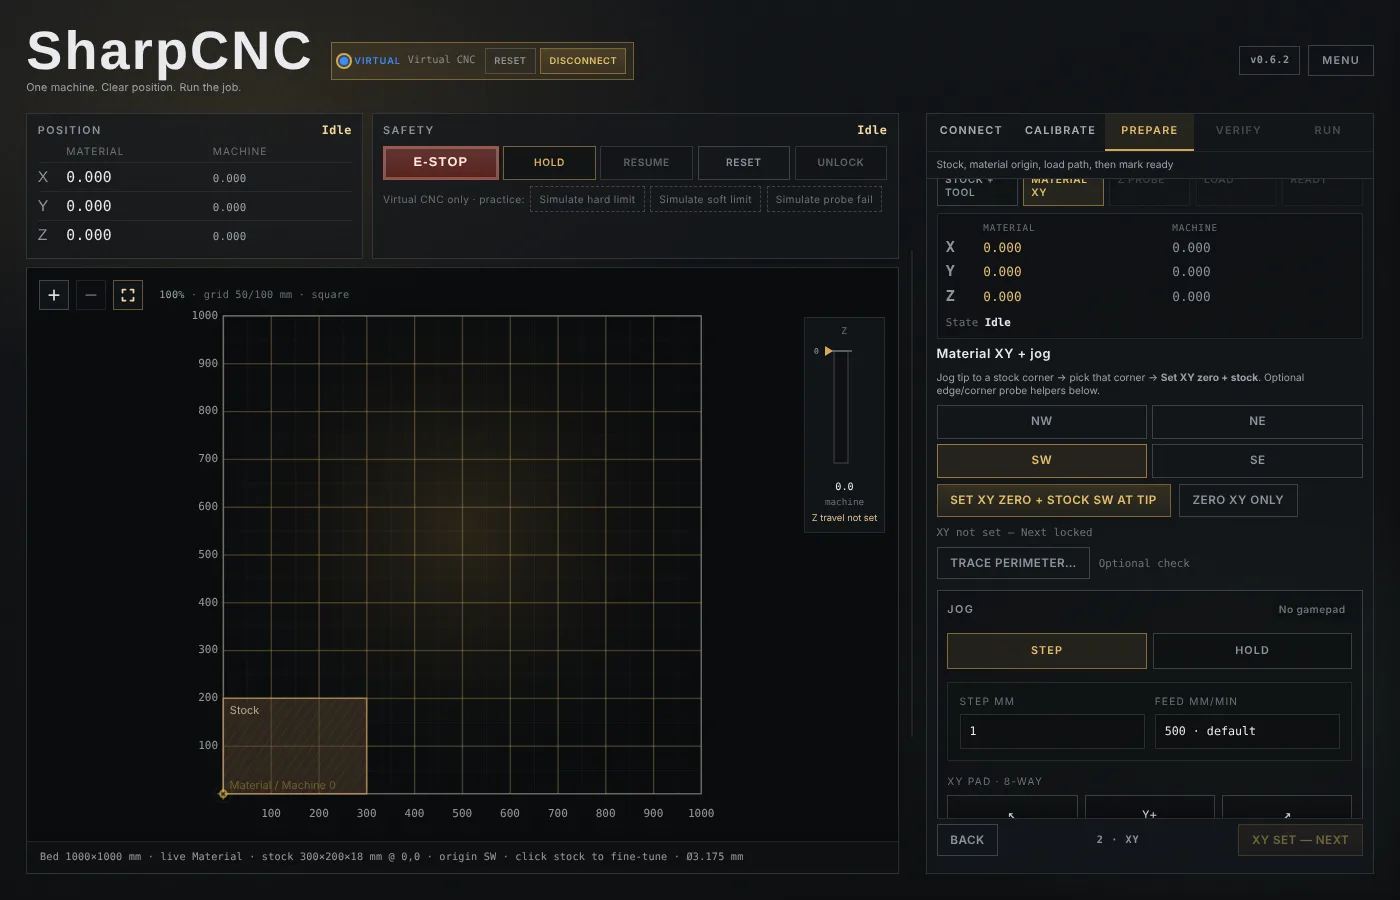 SharpCNC
One machine. Clear position. Run the job.
VIRTUAL Virtual CNC RESET DISCONNECT
v0.6.2 MENU
POSITION Idle
MATERIAL MACHINE
X 0.000 0.000
Y 0.000 0.000
Z 0.000 0.000
SAFETY Idle
E-STOP HOLD RESUME RESET UNLOCK
Virtual CNC only · practice: Simulate hard limit Simulate soft limit Simulate probe fail
+ − 100% · grid 50/100 mm · square
1000
900
800
700
600
500
400
300
200
100
Stock
Material / Machine 0
100 200 300 400 500 600 700 800 900 1000
Z
0
0.0
machine
Z travel not set
Bed 1000×1000 mm · live Material · stock 300×200×18 mm @ 0,0 · origin SW · click stock to fine-tune · Ø3.175 mm
CONNECT CALIBRATE PREPARE VERIFY RUN
Stock, material origin, load path, then mark ready
STOCK + TOOL
MATERIAL XY
Z PROBE
LOAD
READY
MATERIAL MACHINE
X 0.000 0.000
Y 0.000 0.000
Z 0.000 0.000
State Idle
Material XY + jog
Jog tip to a stock corner → pick that corner → Set XY zero + stock. Optional
edge/corner probe helpers below.
NW NE
SW SE
SET XY ZERO + STOCK SW AT TIP ZERO XY ONLY
XY not set — Next locked
TRACE PERIMETER... Optional check
JOG No gamepad
STEP HOLD
STEP MM FEED MM/MIN
1 500 · default
XY PAD · 8-WAY
↖ Y+ ↗
BACK 2 · XY XY SET — NEXT